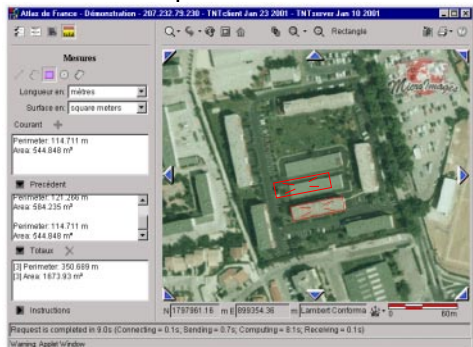 Atlas de France - Démonstration - 207.232.79.230 - TNTclient Jan 23 2001 - TNTserver Jan 10 2001
Rectangle
Mesures
Longueur en: mètres
Surface en: square meters
Courant
Perimeter: 114.711 m
Area: 544.848 m²
Precédent
Perimeter: 121.266 m
Area: 584.235 m²
Perimeter: 114.711 m
Area: 544.848 m²
Totaux
[3] Perimeter: 350.689 m
[3] Area: 1673.93 m²
Instructions
MicroImages
N 1797961.16 m E 899354.36 m Lambert Conforma
0 60m
Request is completed in 9.0s (Connecting = 0.1s; Sending = 0.7s; Computing = 8.1s; Receiving = 0.1s)
Warning: Applet Window